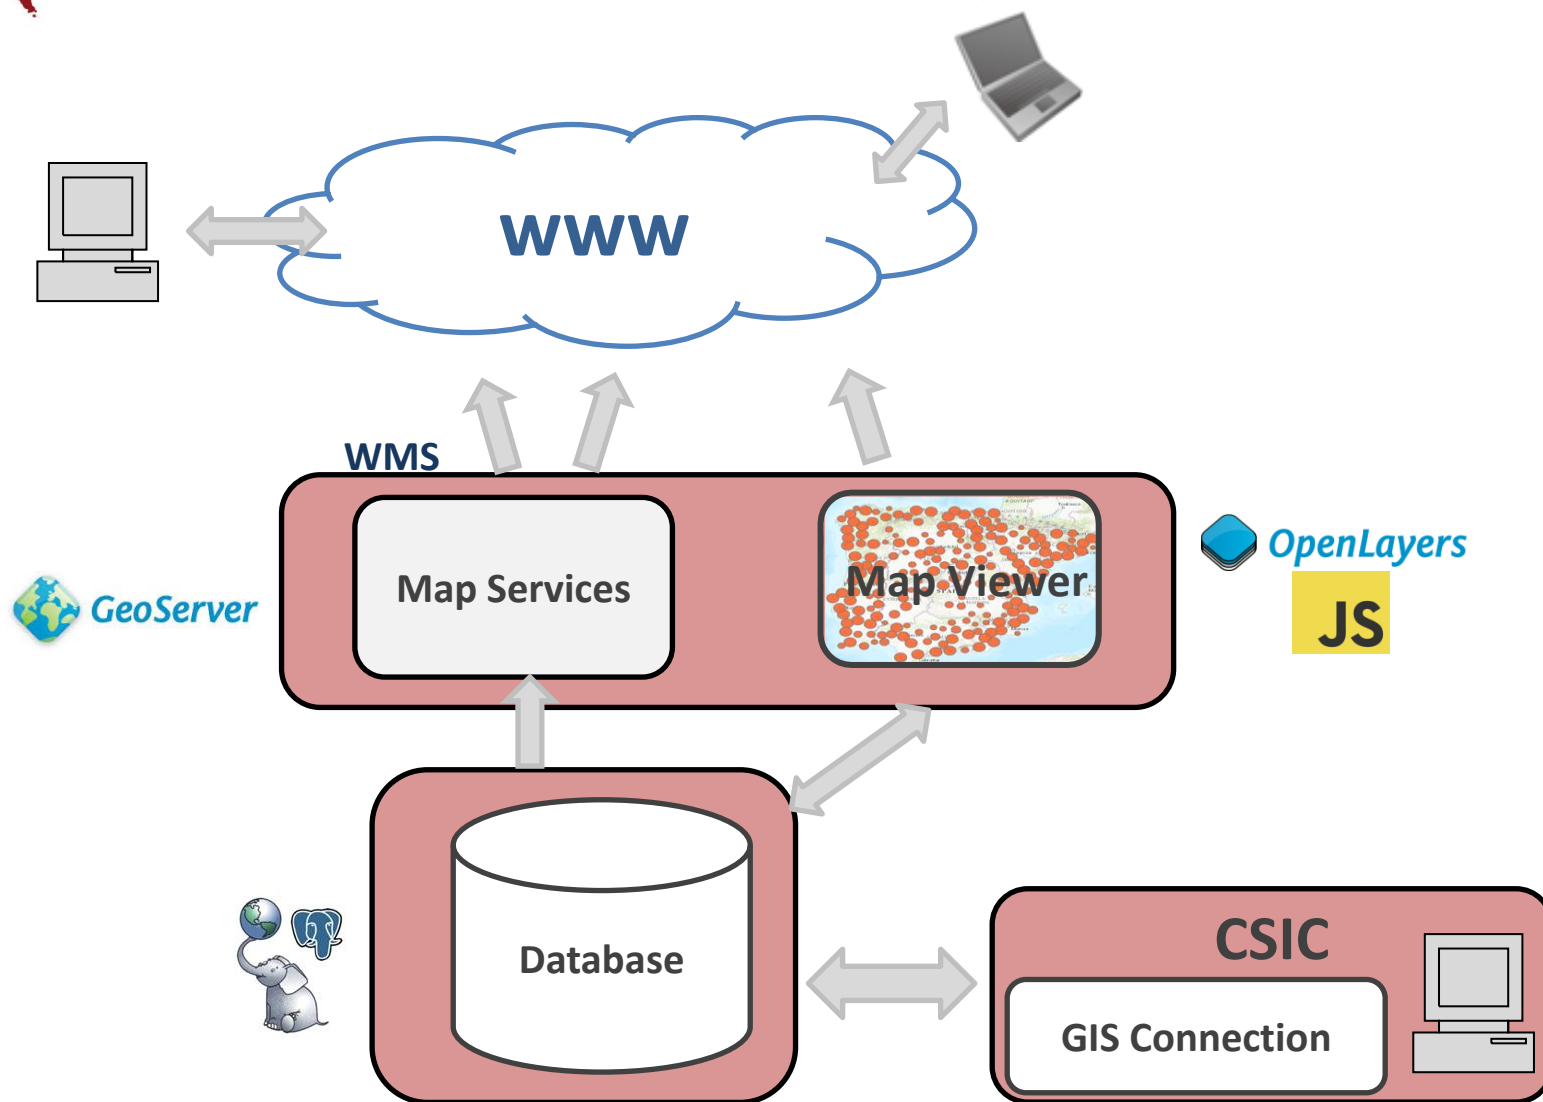 www
WMS
Map Services
Map Viewer
GeoServer
OpenLayers
JS
Database
CSIC
GIS Connection